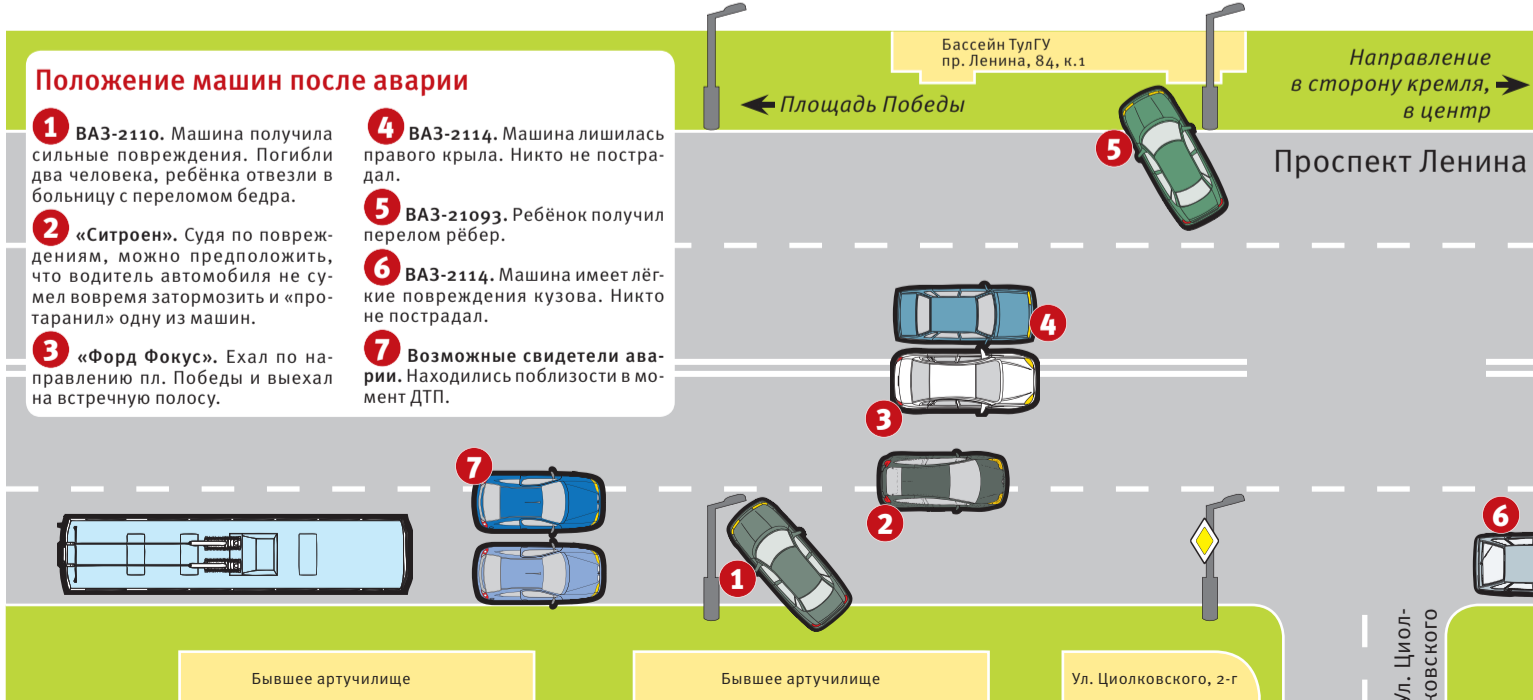 Положение машин после аварии
1 ВАЗ-2110. Машина получила
сильные повреждения. Погибли
два человека, ребёнка отвезли в
больницу с переломом бедра.
2 «Ситроен». Судя по повреж-
дениям, можно предположить,
что водитель автомобиля не су-
мел вовремя затормозить и «про-
таранил» одну из машин.
3 «Форд Фокус». Ехал по на-
правлению пл. Победы и выехал
на встречную полосу.
4 ВАЗ-2114. Машина лишилась
правого крыла. Никто не постра-
дал.
5 ВАЗ-21093. Ребёнок получил
перелом рёбер.
6 ВАЗ-2114. Машина имеет лёг-
кие повреждения кузова. Никто
не пострадал.
7 Возможные свидетели ава-
рии. Находились поблизости в мо-
мент ДТП.
Бассейн ТулГУ
пр. Ленина, 84, к.1
Площадь Победы
Направление
в сторону кремля,
в центр
Проспект Ленина
5
4
3
7
2
6
1
Ул. Циол-
ковского
Бывшее артучилище
Бывшее артучилище
Ул. Циолковского, 2-г